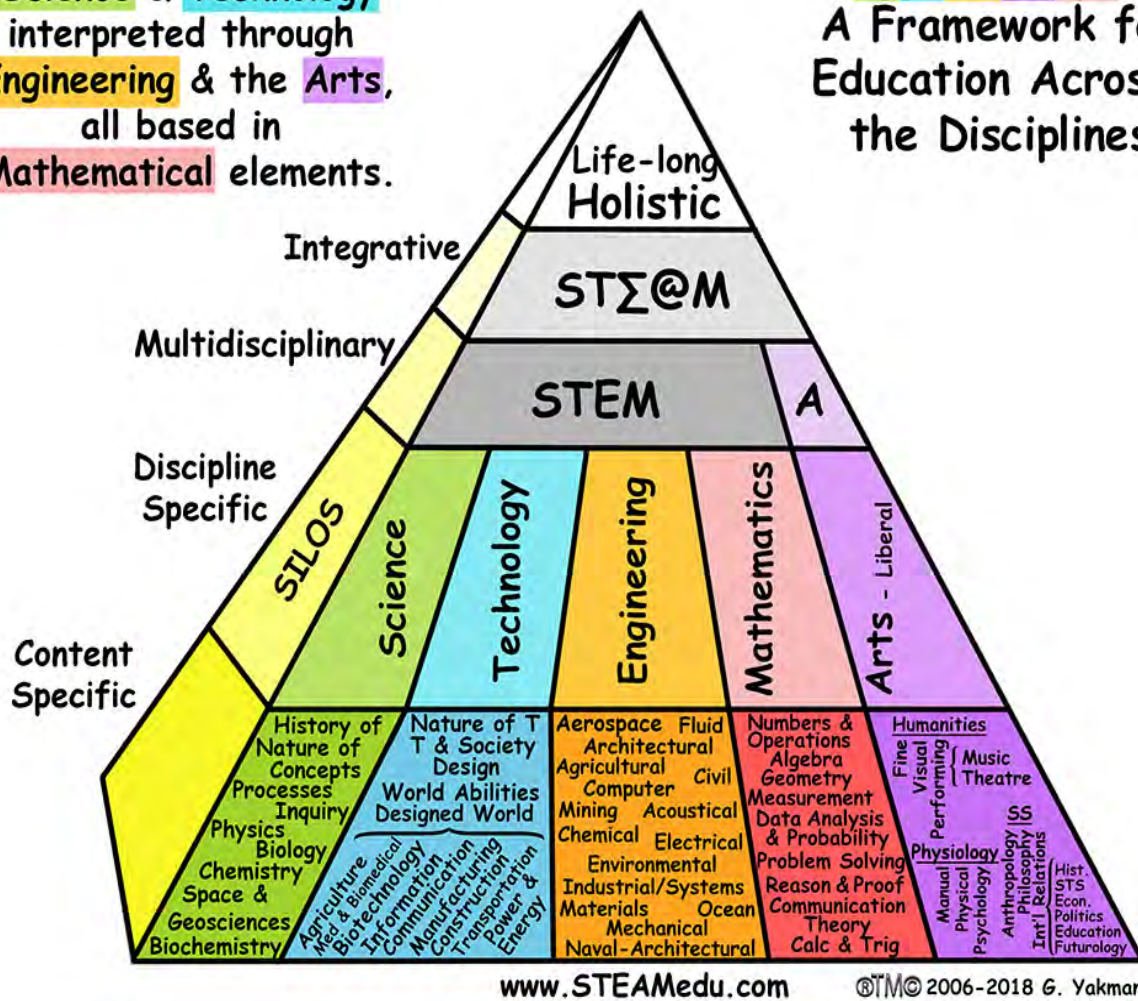 Science & Technology
interpreted through
Engineering & the Arts,
all based in
Mathematical elements.
A Framework fo
Education Acros
the Disciplines
Life-long
Holistic
Integrative
ST∑@M
Multidisciplinary
STEM
A
Discipline
Specific
SILOS
Science
Technology
Engineering
Mathematics
Arts - Liberal
Content
Specific
History of
Nature of
Concepts
Processes
Inquiry
Physics
Biology
Chemistry
Space &
Geosciences
Biochemistry
Nature of T
T & Society
Design
World Abilities
Designed World
Agriculture
Med & Biomedical
Biotechnology
Information
Communication
Manufacturing
Construction
Transportation
Power &
Energy
Aerospace Fluid
Architectural
Agricultural Civil
Computer
Mining Acoustical
Chemical Electrical
Environmental
Industrial/Systems
Materials Ocean
Mechanical
Naval-Architectural
Numbers &
Operations
Algebra
Geometry
Measurement
Data Analysis
& Probability
Problem Solving
Reason & Proof
Communication
Theory
Calc & Trig
Humanities
Fine
Visual
Performing
Music
Theatre
Physiology
Manual
Physical
Psychology
SS
Anthropology
Philosophy
Int'l Relations
Hist.
STS
Econ.
Politics
Education
Futurology
www.STEAMedu.com
®TM© 2006-2018 G. Yakman